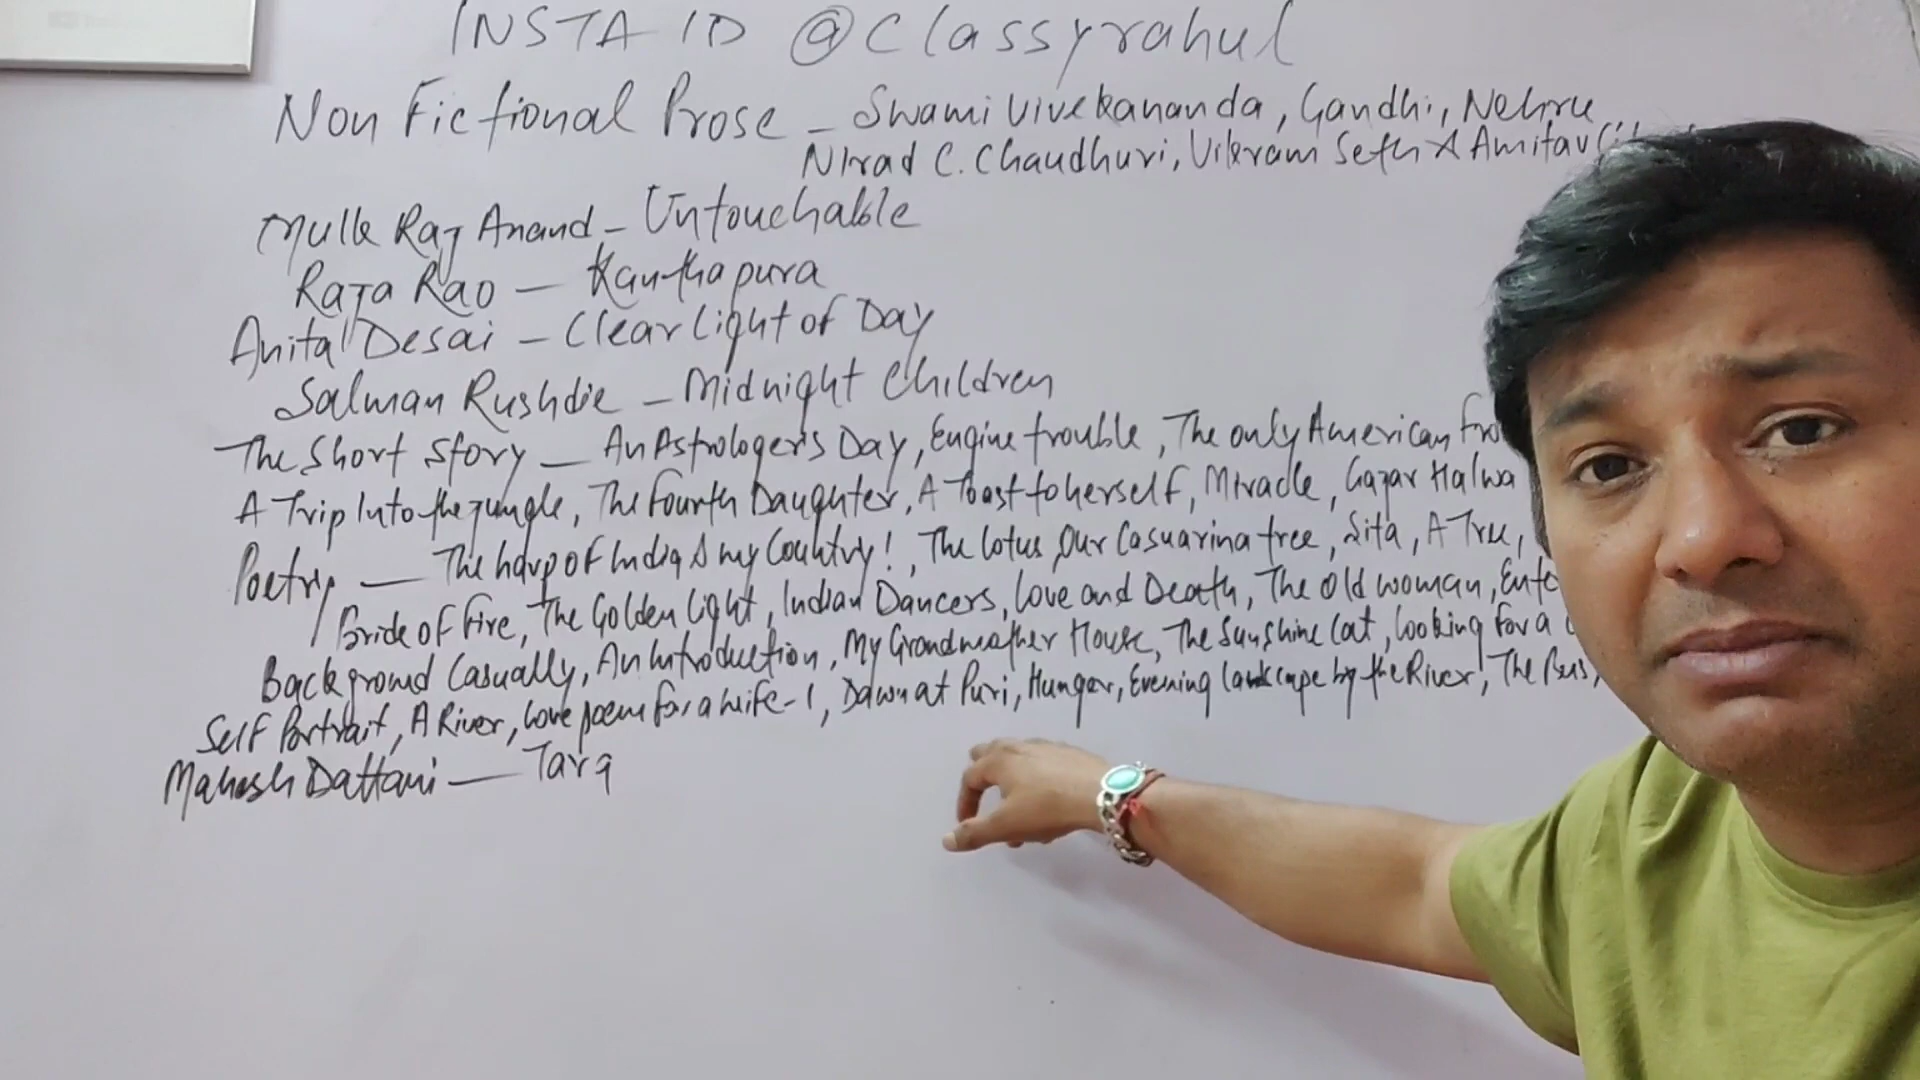 INSTA ID @classyrahul
Non Fictional Prose - Swami Vivekananda, Gandhi, Nehru
NIrad C. Chaudhuri, Vikram Seth & Amitav
Mulk Raj Anand - Untouchable
Raja Rao - Kanthapura
Anita Desai - Clear Light of Day
Salman Rushdie - Midnight Children
The Short Story - An Astrologer's Day, Engine trouble, The only American
A Trip Into the jungle, The Fourth Daughter, A Toast to herself, Miracle, Gajar Halwa
Poetry - The harp of India & my Country!, The Lotus, Our Casuarina tree, Sita, A Tree,
Bride of Fire, The Golden Light, Indian Dancers, Love and Death, The Old Woman,
Background Casually, An Introduction, My Grandmother House, The Sunshine Cat, Looking for a
Self Portrait, A River, Love poem for a wife-1, Dawn at Puri, Hunger, Evening landscape by the River, The Bus,
Mahesh Dattani - Tara